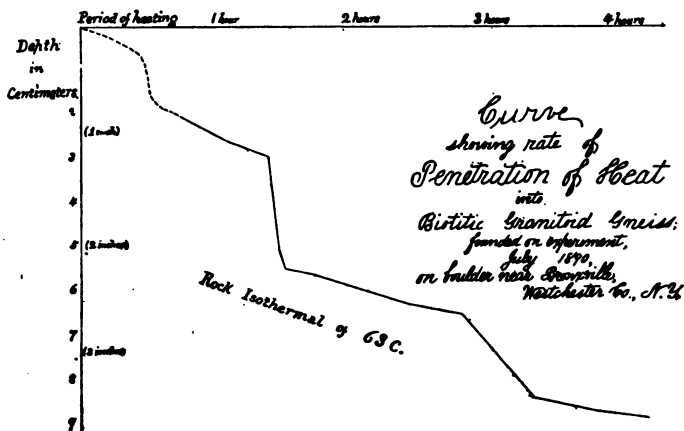 Period of heating 1 hour 2 hours 3 hours 4 hours
Depth
in
Centimeters
2
(1 inch)
3
4
5 (2 inches)
6
7
(3 inches)
8
9
Curve
showing rate of
Penetration of Heat
into
Biotitic Granitoid Gneiss;
founded on experiment,
July 1890,
on boulder near Bronxville,
Westchester Co., N.Y.
Rock Isothermal of 63 C.